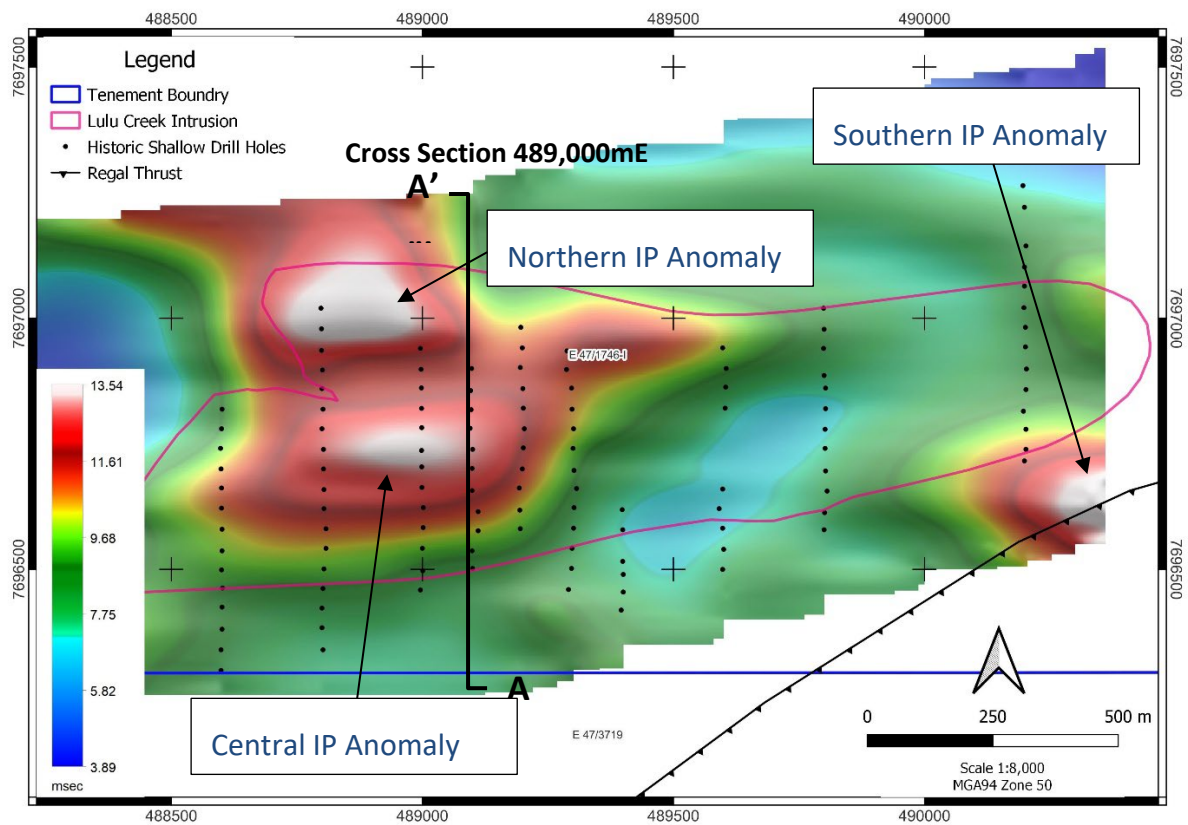 488500 489000 489500 490000
7697500
7697500
Legend
Tenement Boundry
Lulu Creek Intrusion
Historic Shallow Drill Holes
Regal Thrust
Southern IP Anomaly
Cross Section 489,000mE
A'
Northern IP Anomaly
7697000
7697000
E 47/1746-I
13.54
11.61
9.68
7.75
5.82
3.89
msec
7696500
7696500
A
Central IP Anomaly
E 47/3719
0 250 500 m
Scale 1:8,000
MGA94 Zone 50
488500 489000 489500 490000